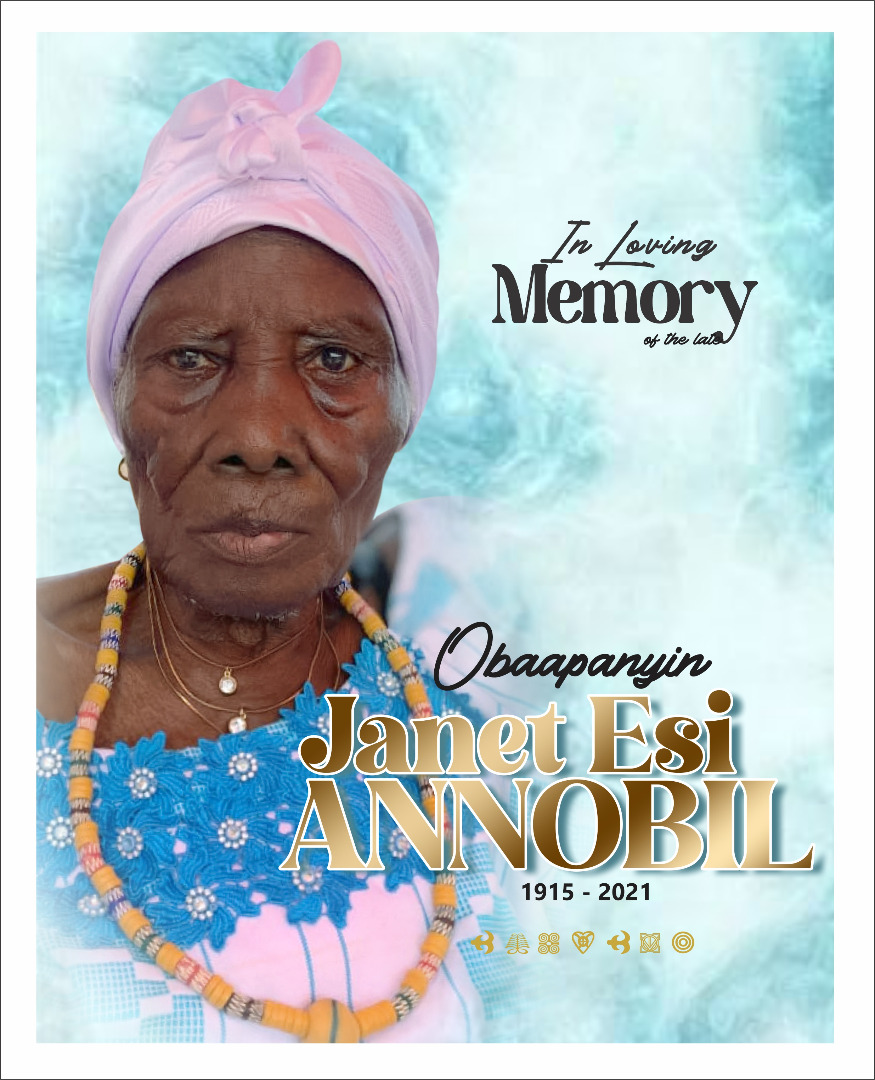 In Loving
Memory
of the late
Obaapanyin
Janet Esi
ANNOBIL
1915 - 2021